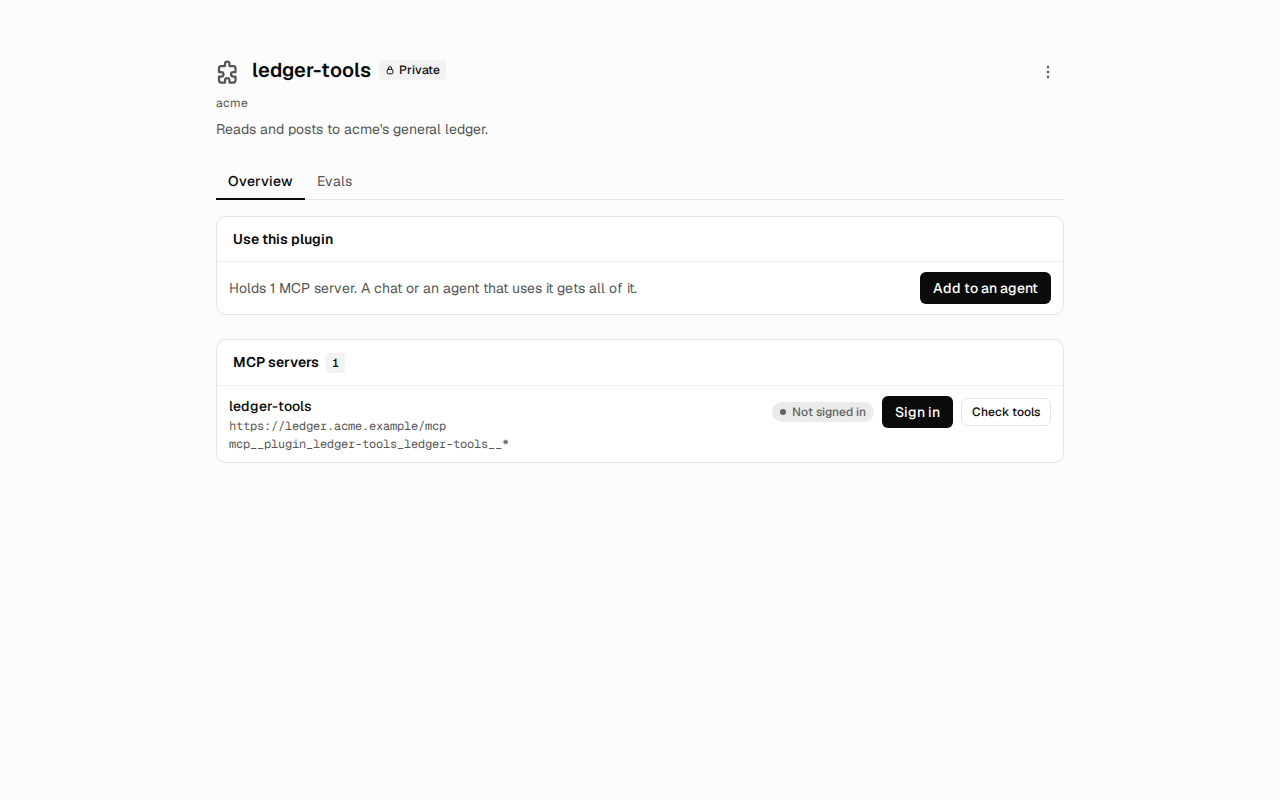 ledger-tools Private
acme
Reads and posts to acme's general ledger.
Overview Evals
Use this plugin
Holds 1 MCP server. A chat or an agent that uses it gets all of it. Add to an agent
MCP servers 1
ledger-tools Not signed in Sign in Check tools
https://ledger.acme.example/mcp
mcp__plugin_ledger-tools_ledger-tools__*